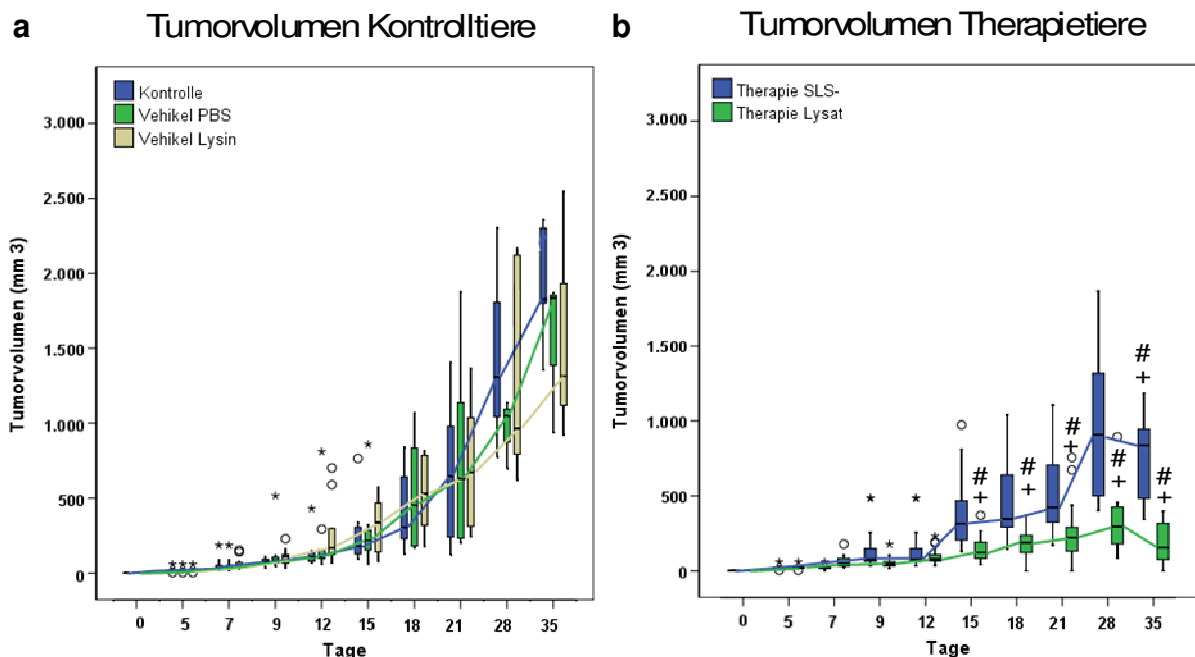 a Tumorvolumen Kontrolltiere
Kontrolle
Vehikel PBS
Vehikel Lysin
3.000
2.500
2.000
1.500
1.000
500
0
Tumorvolumen (mm 3)
0 5 7 9 12 15 18 21 28 35
Tage
b Tumorvolumen Therapietiere
Therapie SLS-
Therapie Lysat
3.000
2.500
2.000
1.500
1.000
500
0
Tumorvolumen (mm 3)
# + # + # + # + # + # +
0 5 7 9 12 15 18 21 28 35
Tage